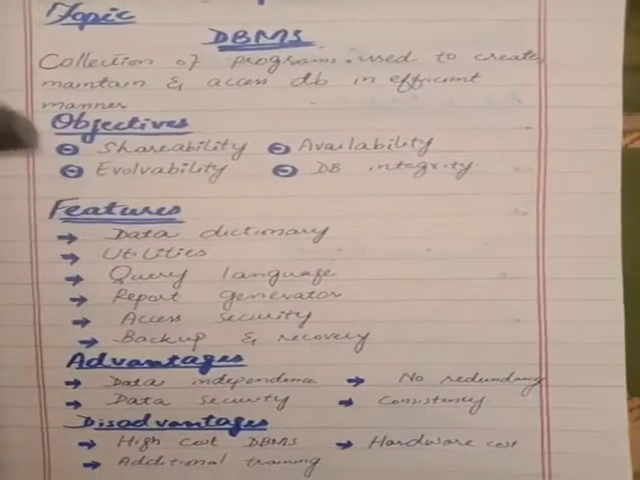 Topic
DBMS
Collection of programs used to create
maintain & access db in efficient
manner
Objectives
Shareability Availability
Evolvability DB integrity
Features
→ Data dictionary
→ Utilities
→ Query language
→ Report generator
→ Access security
→ Backup & recovery
Advantages
→ Data independence → No redundancy
→ Data security → Consistency
Disadvantages
→ High cost DBMS → Hardware cost
→ Additional training